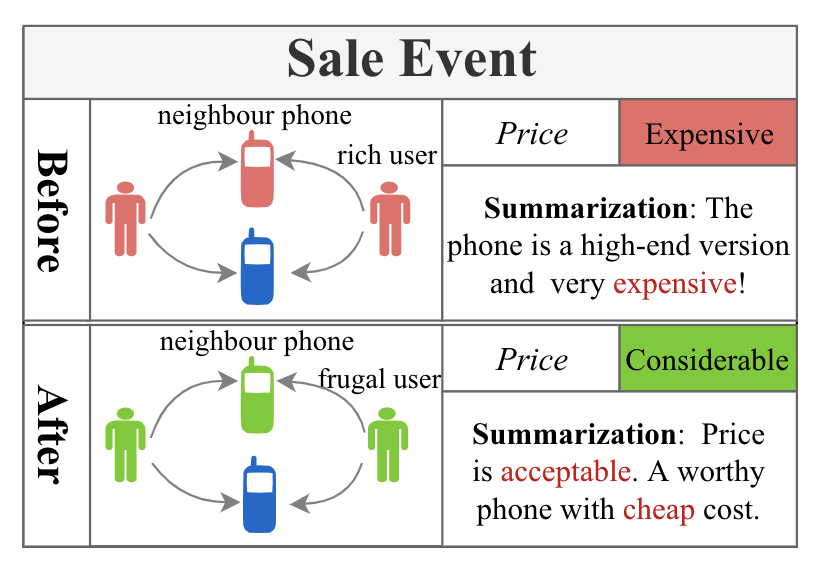 Sale Event
Before
neighbour phone
rich user
Price
Expensive
Summarization: The
phone is a high-end version
and very expensive!
After
neighbour phone
frugal user
Price
Considerable
Summarization: Price
is acceptable. A worthy
phone with cheap cost.